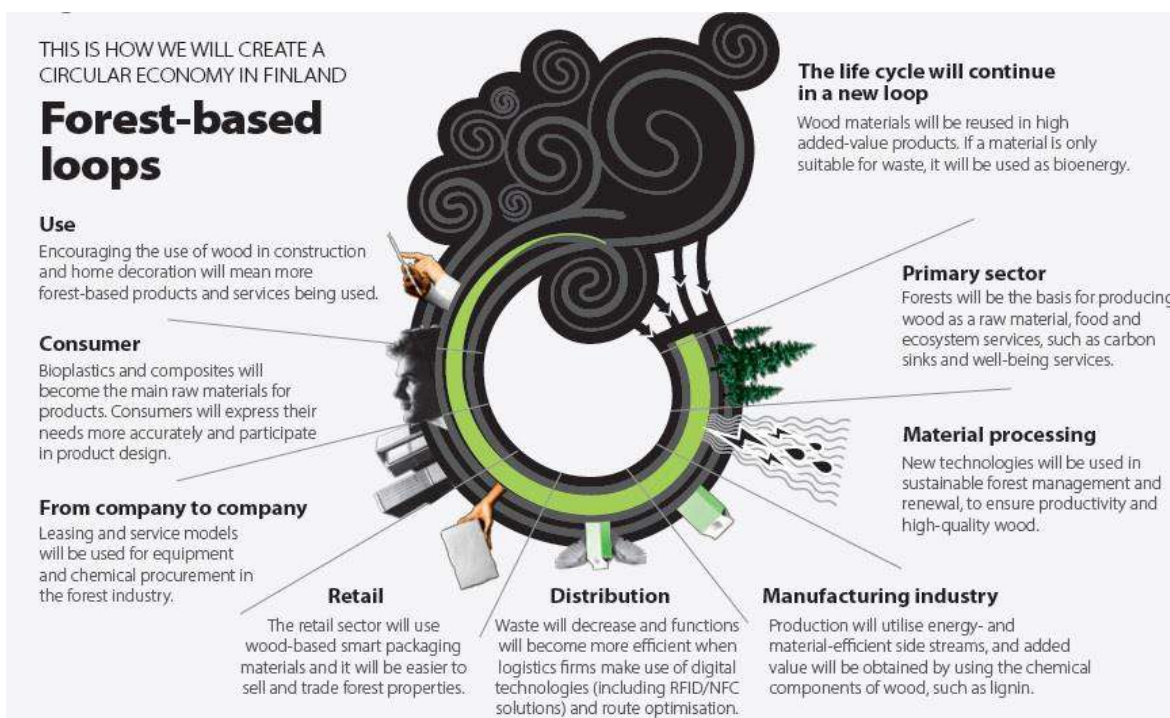 THIS IS HOW WE WILL CREATE A
CIRCULAR ECONOMY IN FINLAND
Forest-based
loops
Use
Encouraging the use of wood in construction
and home decoration will mean more
forest-based products and services being used.
Consumer
Bioplastics and composites will
become the main raw materials for
products. Consumers will express their
needs more accurately and participate
in product design.
From company to company
Leasing and service models
will be used for equipment
and chemical procurement in
the forest industry.
Retail
The retail sector will use
wood-based smart packaging
materials and it will be easier to
sell and trade forest properties.
Distribution
Waste will decrease and functions
will become more efficient when
logistics firms make use of digital
technologies (including RFID/NFC
solutions) and route optimisation.
Manufacturing industry
Production will utilise energy- and
material-efficient side streams, and added
value will be obtained by using the chemical
components of wood, such as lignin.
Material processing
New technologies will be used in
sustainable forest management and
renewal, to ensure productivity and
high-quality wood.
Primary sector
Forests will be the basis for producing
wood as a raw material, food and
ecosystem services, such as carbon
sinks and well-being services.
The life cycle will continue
in a new loop
Wood materials will be reused in high
added-value products. If a material is only
suitable for waste, it will be used as bioenergy.